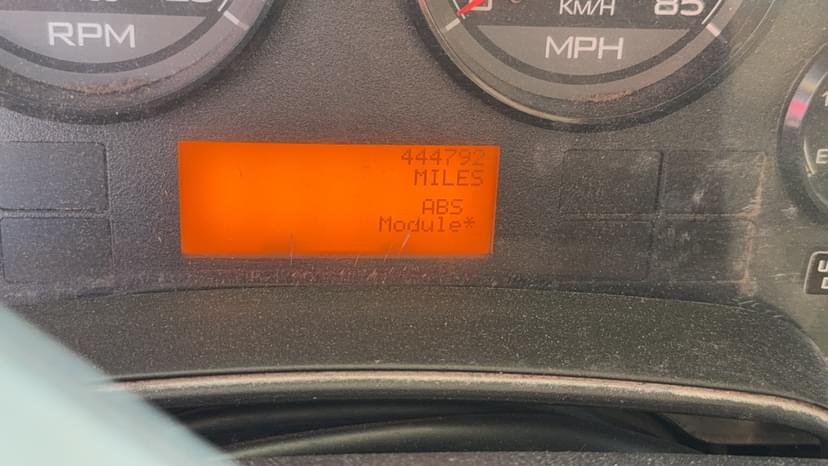 RPM
KM/H
85
MPH
444792
MILES
ABS
Module*
E